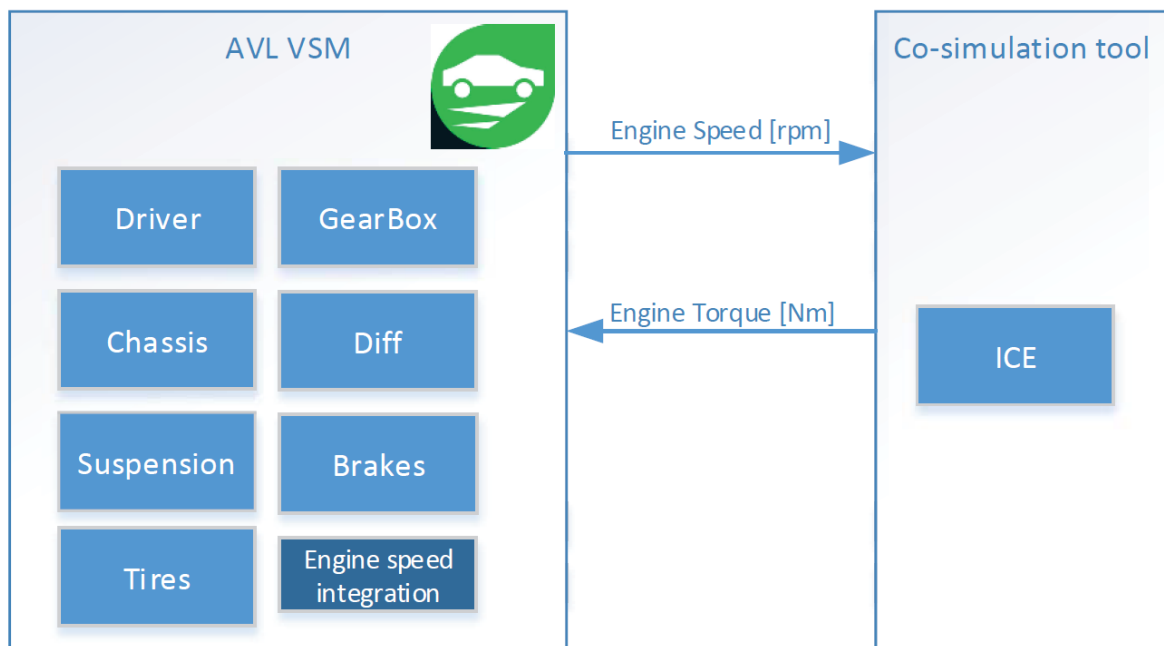 AVL VSM
Co-simulation tool
Engine Speed [rpm]
Driver
GearBox
Engine Torque [Nm]
Chassis
Diff
ICE
Suspension
Brakes
Tires
Engine speed
integration